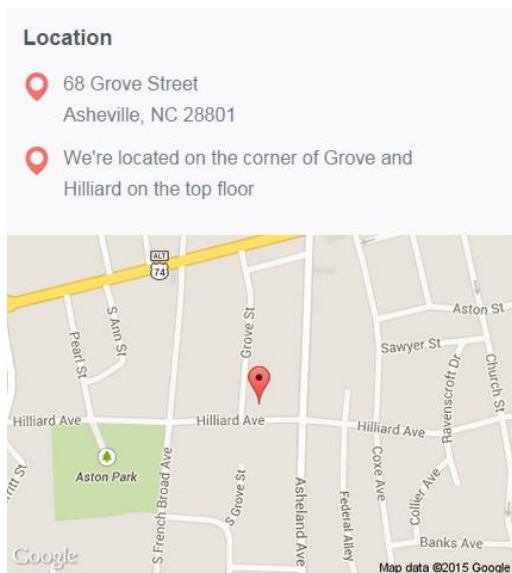 Location
68 Grove Street
Asheville, NC 28801
We're located on the corner of Grove and
Hilliard on the top floor
ALT
74
S Ann St
Pearl St
Grove St
Aston St
Sawyer St
Ravenscroft Dr
Church St
Hilliard Ave
Hilliard Ave
Hilliard Ave
Aston Park
S French Broad Ave
S Grove St
Asheland Ave
Federal Alley
Coxe Ave
Collier Ave
Banks Ave
Google
Map data ©2015 Google